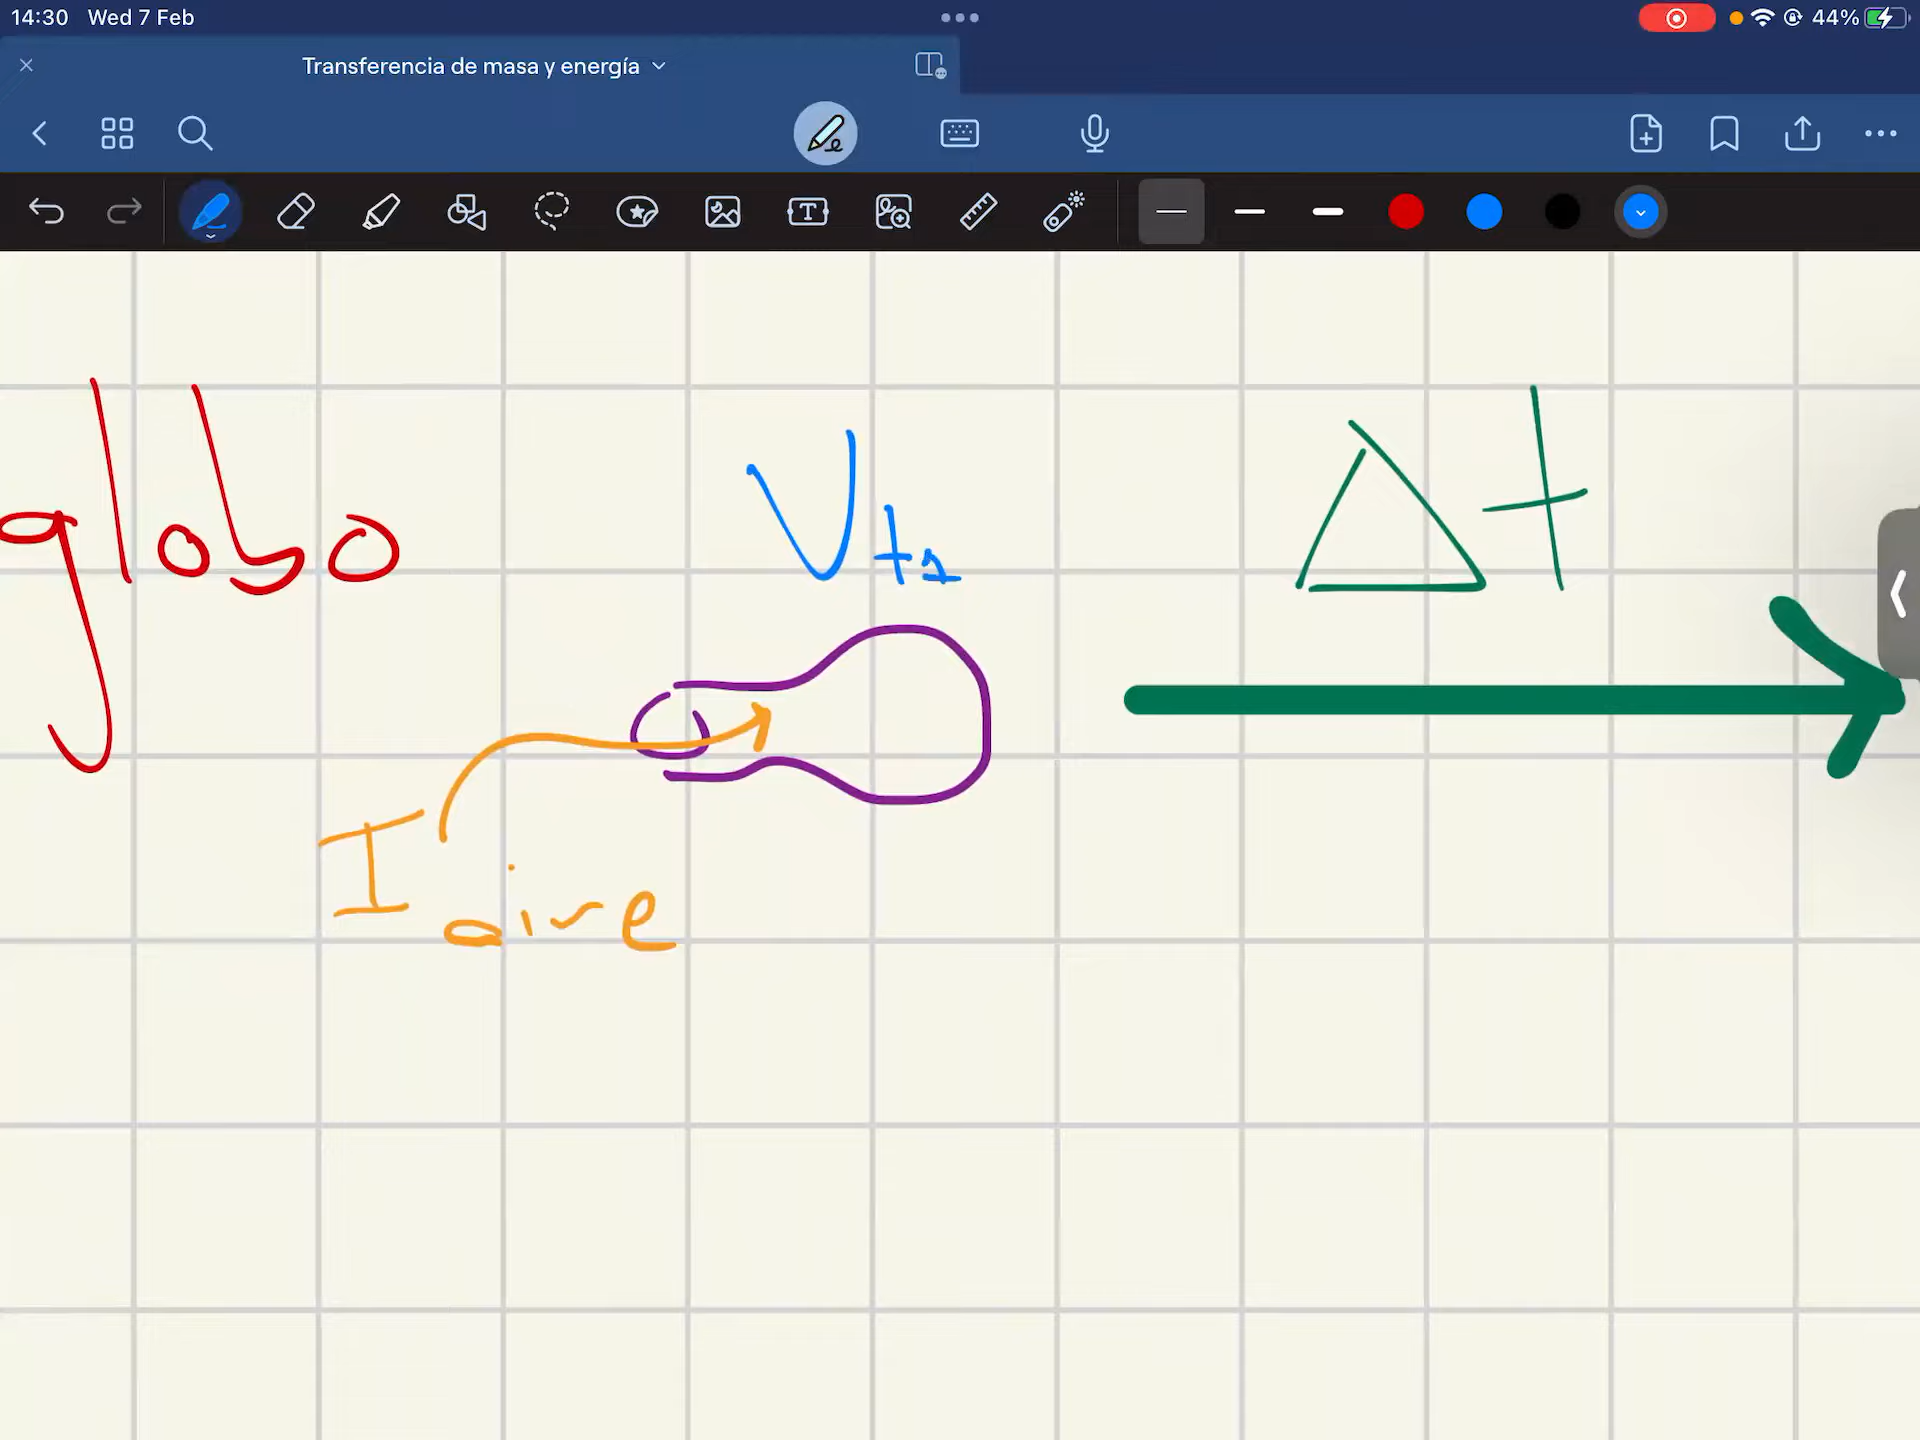 14:30 Wed 7 Feb
44%
Transferencia de masa y energía
globo
Vt1
Δt
I aire